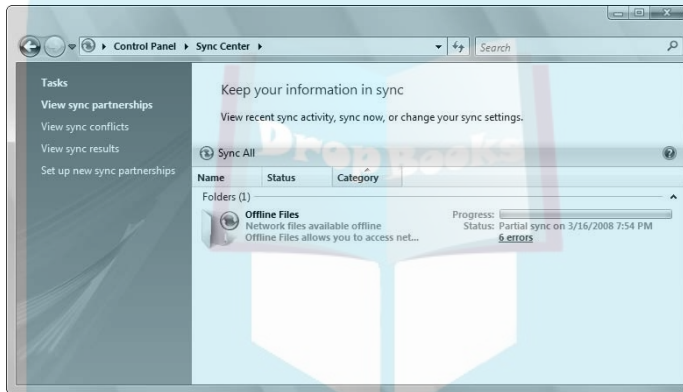 Control Panel ▸ Sync Center ▸
Search
Tasks
View sync partnerships
View sync conflicts
View sync results
Set up new sync partnerships
Keep your information in sync
View recent sync activity, sync now, or change your sync settings.
Sync All
Name Status Category
Folders (1)
Offline Files
Network files available offline
Offline Files allows you to access net...
Progress:
Status: Partial sync on 3/16/2008 7:54 PM
6 errors
DropBooks